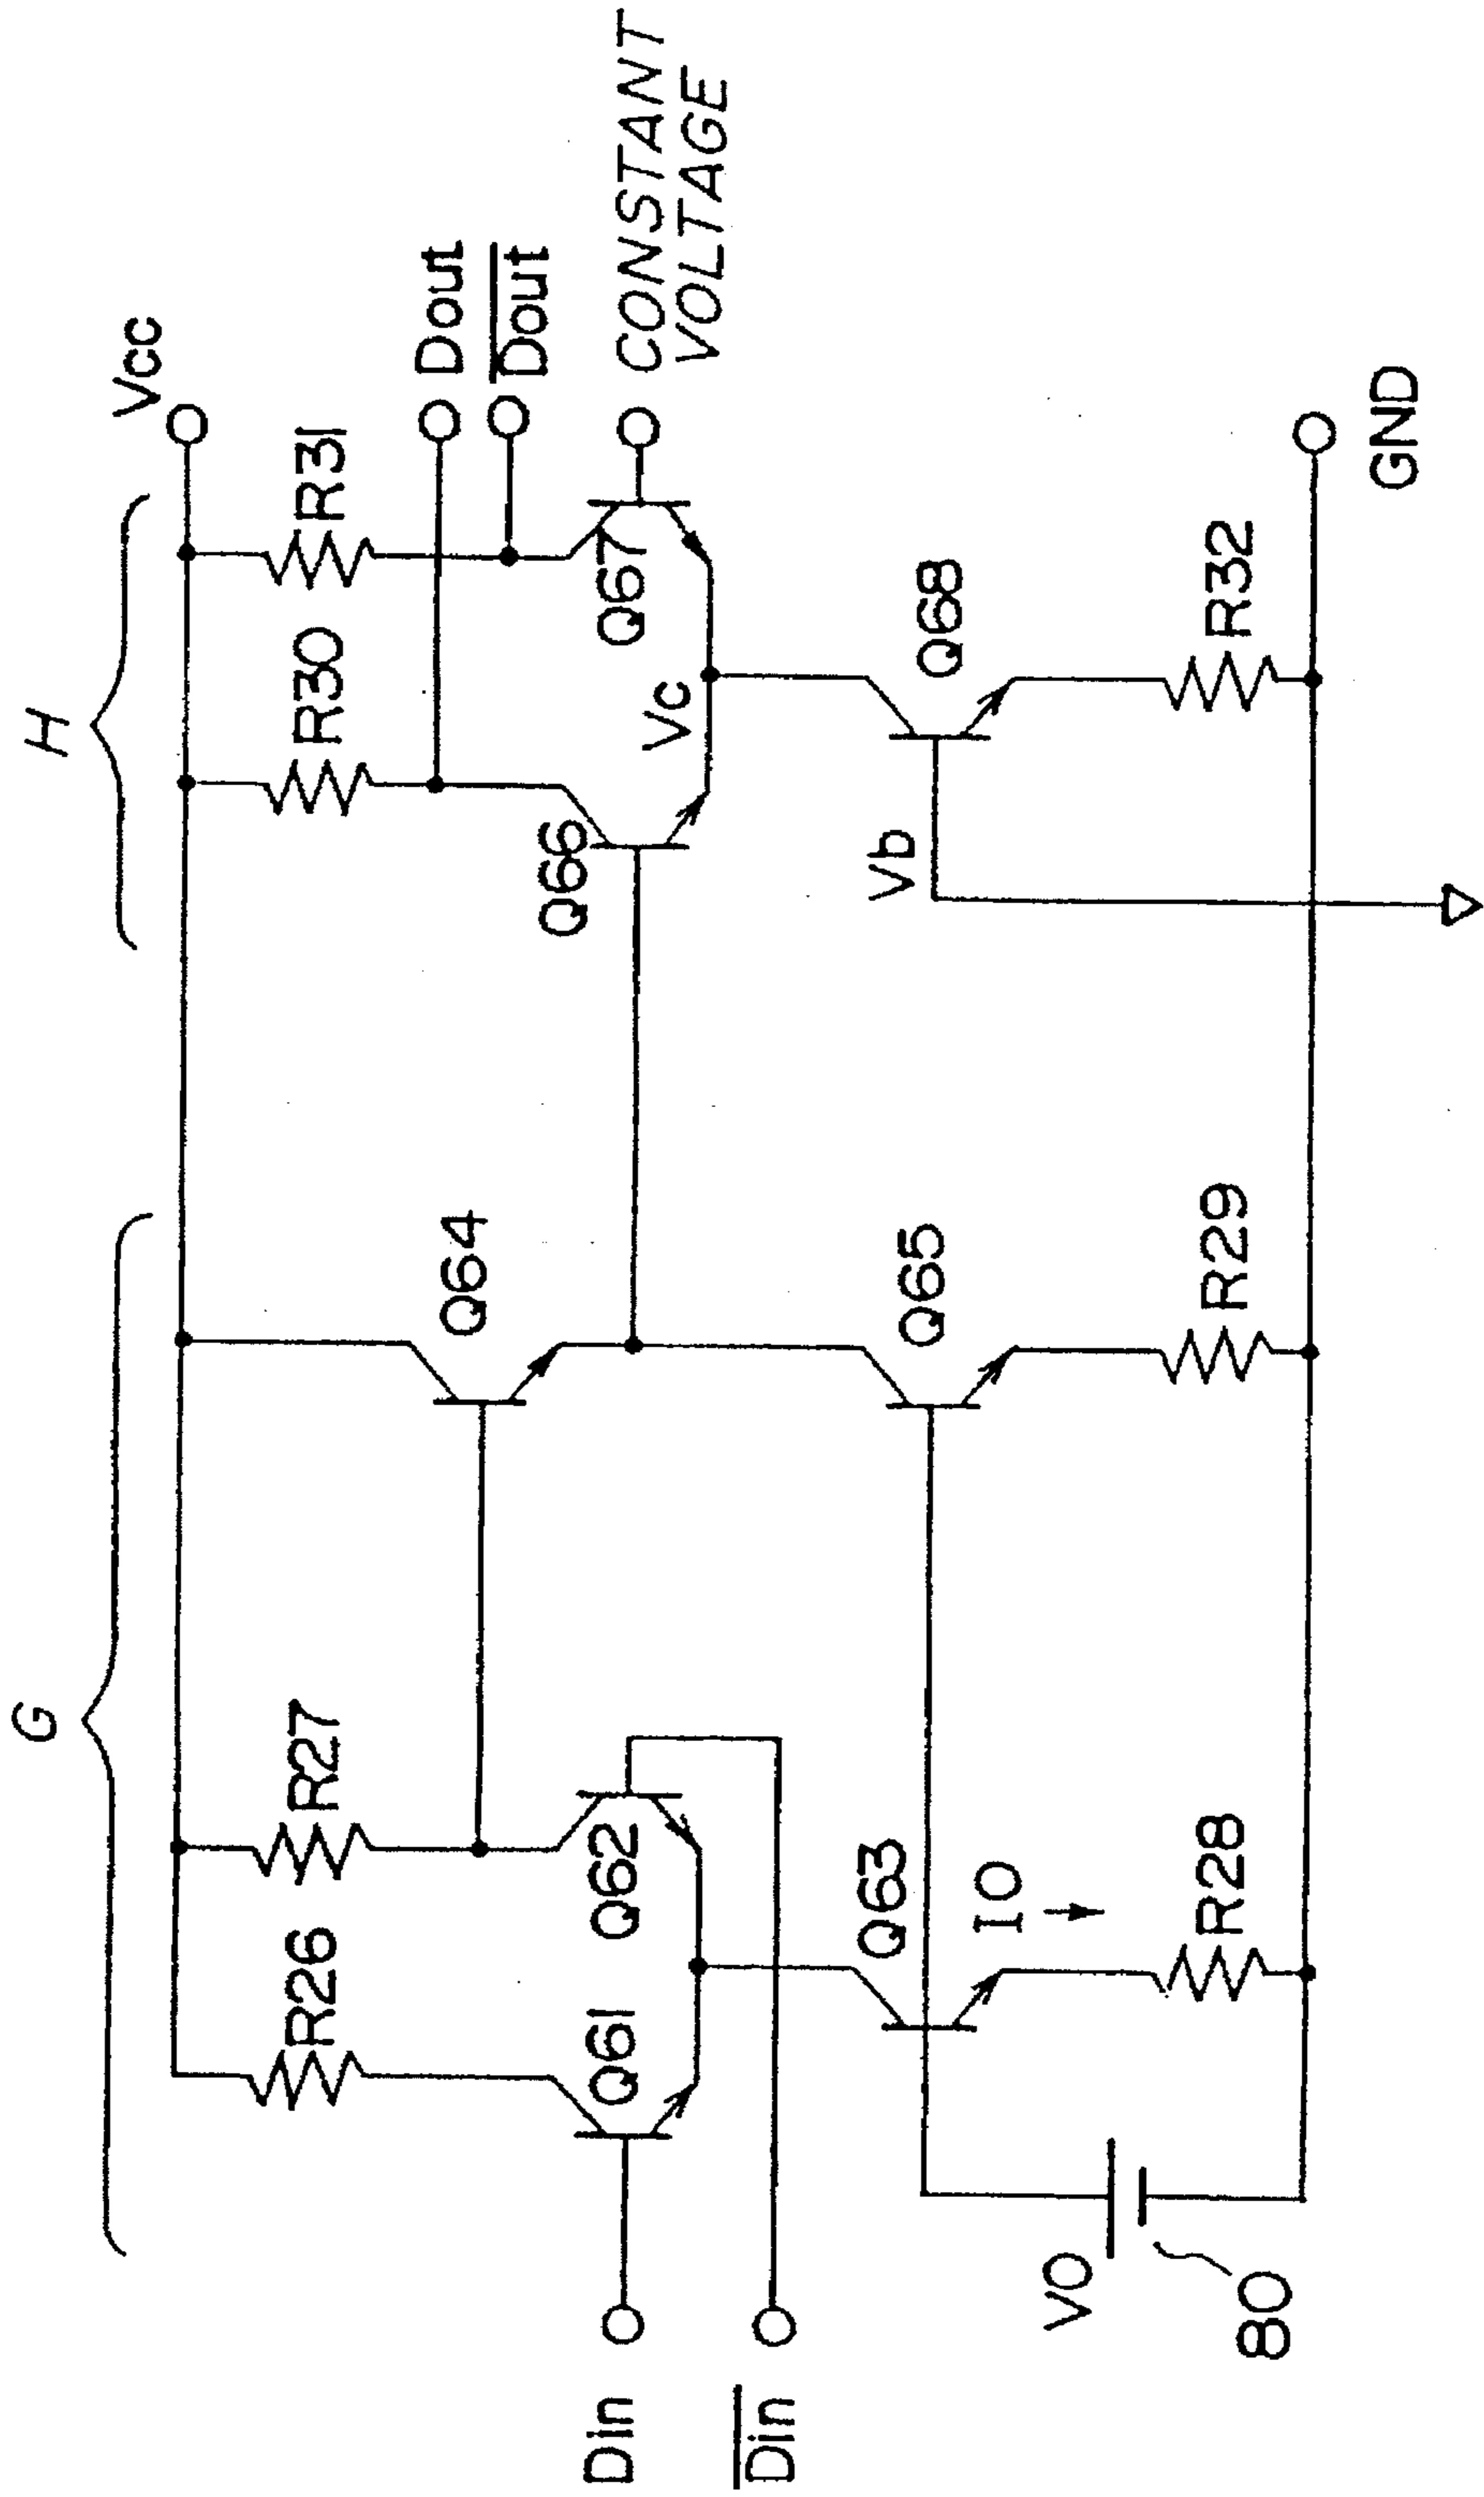 G
H
Vcc
R26
R27
R30
R31
Dout
Dout
Q64
Q66
Q67
CONSTANT
VOLTAGE
Din
Q61
Q62
Vc
Din
Q63
Q65
Vb
Q68
IO
VO
80
R28
R29
R32
GND